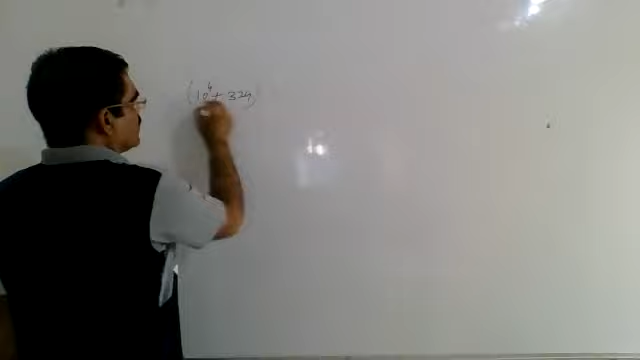 (10⁴ + 324)